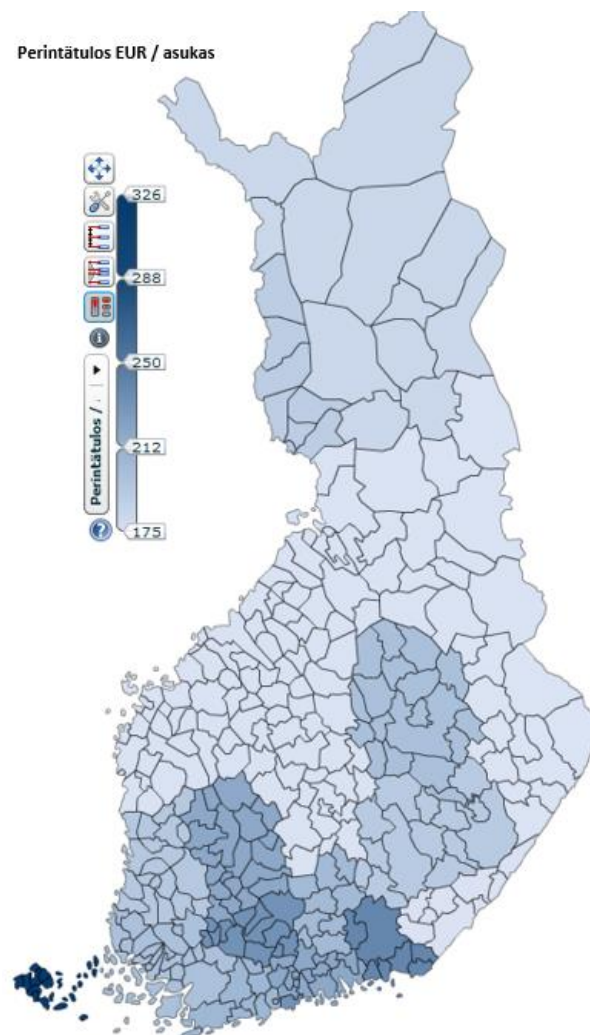 Perintätulos EUR / asukas
326
288
250
212
175
Perintätulos / .